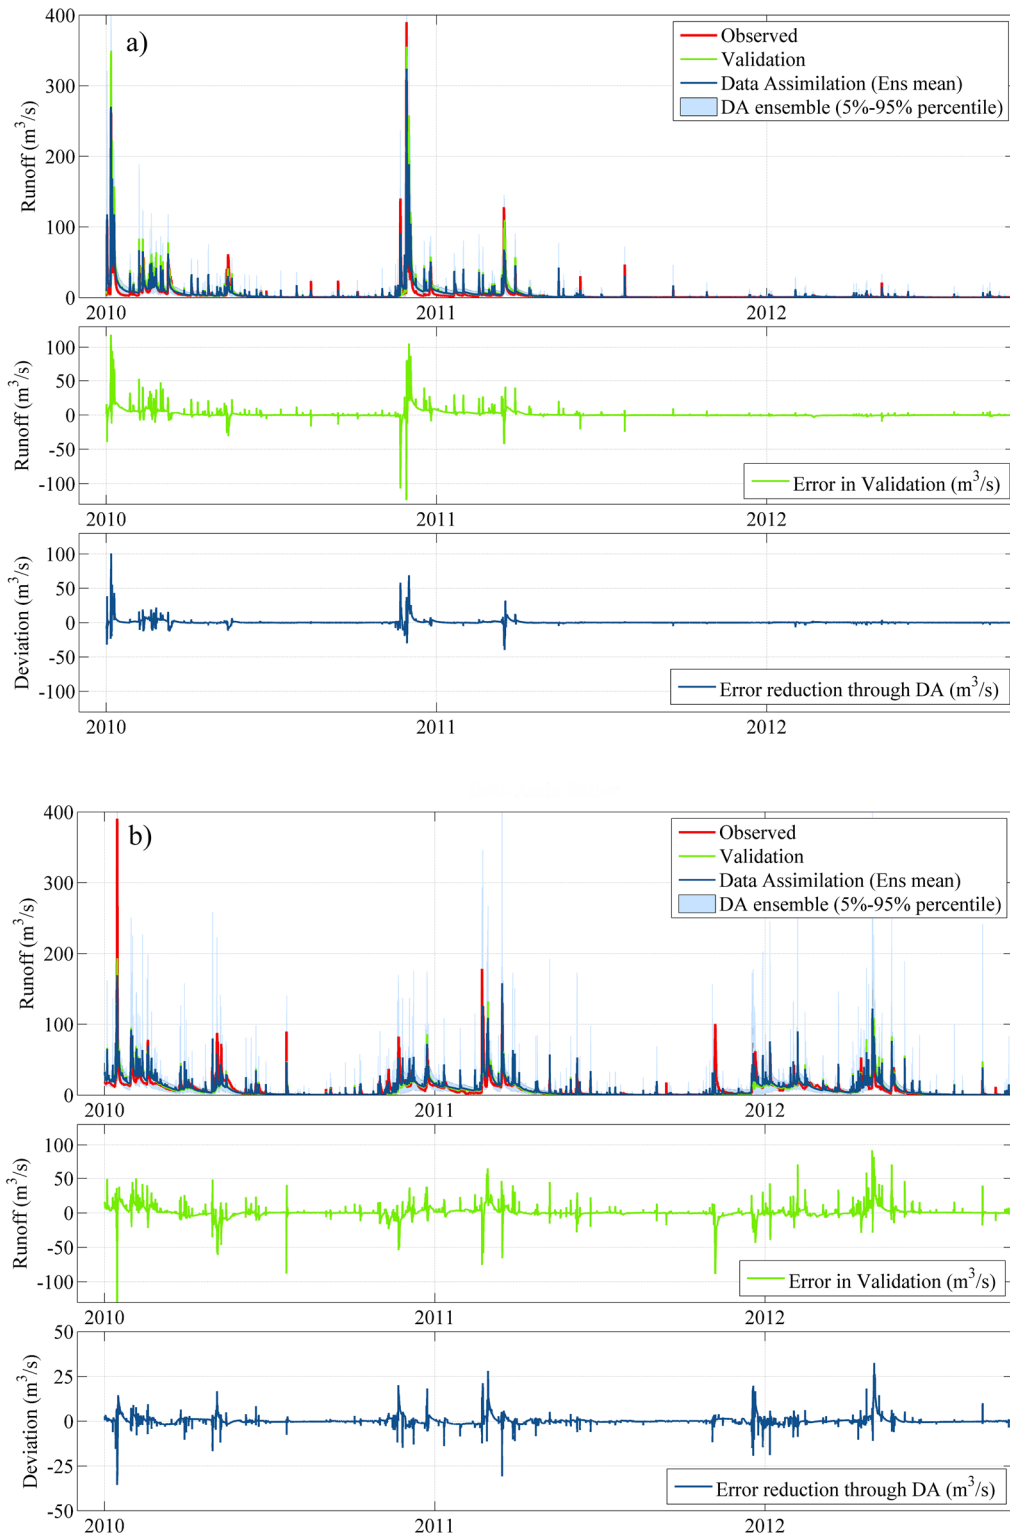 a)
400
300
200
100
0
Runoff (m³/s)
Observed
Validation
Data Assimilation (Ens mean)
DA ensemble (5%-95% percentile)
2010 2011 2012
100
50
0
-50
-100
Runoff (m³/s)
Error in Validation (m³/s)
2010 2011 2012
100
50
0
-50
-100
Deviation (m³/s)
Error reduction through DA (m³/s)
2010 2011 2012
b)
400
300
200
100
0
Runoff (m³/s)
Observed
Validation
Data Assimilation (Ens mean)
DA ensemble (5%-95% percentile)
2010 2011 2012
100
50
0
-50
-100
Runoff (m³/s)
Error in Validation (m³/s)
2010 2011 2012
50
25
0
-25
-50
Deviation (m³/s)
Error reduction through DA (m³/s)
2010 2011 2012